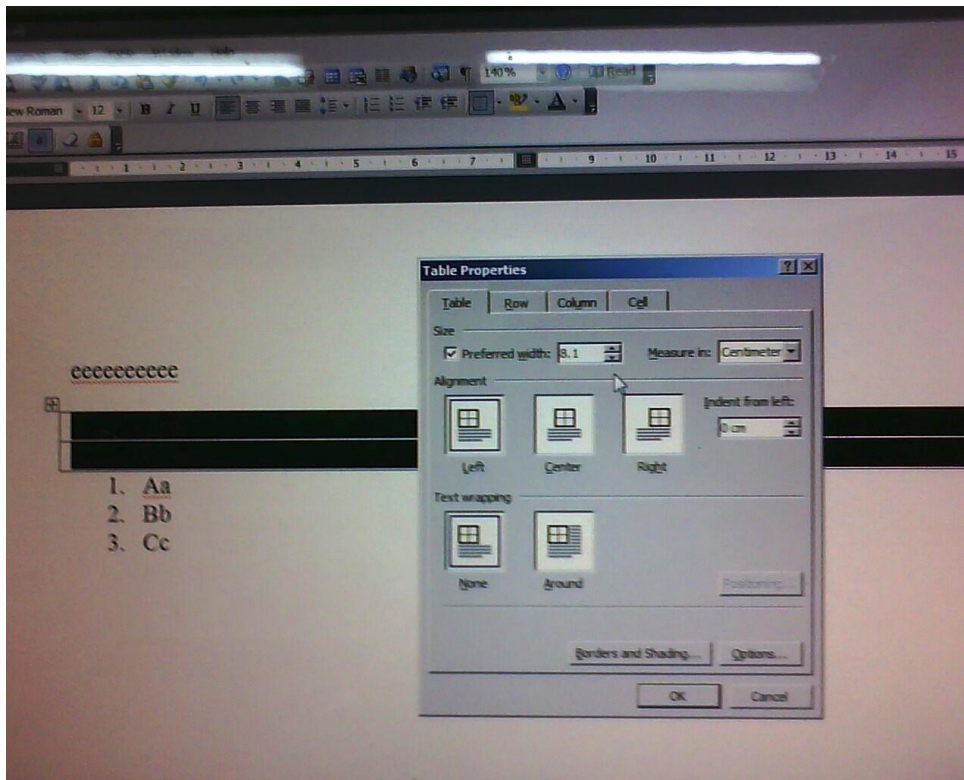 Help
140% Read
ew Roman 12 B I U A
1 2 3 4 5 6 7 9 10 11 12 13 14 15
Table Properties
Table Row Column Cell
Size
Preferred width: 8.1 Measure in: Centimeter
Alignment
Indent from left:
0 cm
Left Center Right
Text wrapping
None Around
Positioning...
Borders and Shading... Options...
OK Cancel
eeeeeeeeee
1. Aa
2. Bb
3. Cc